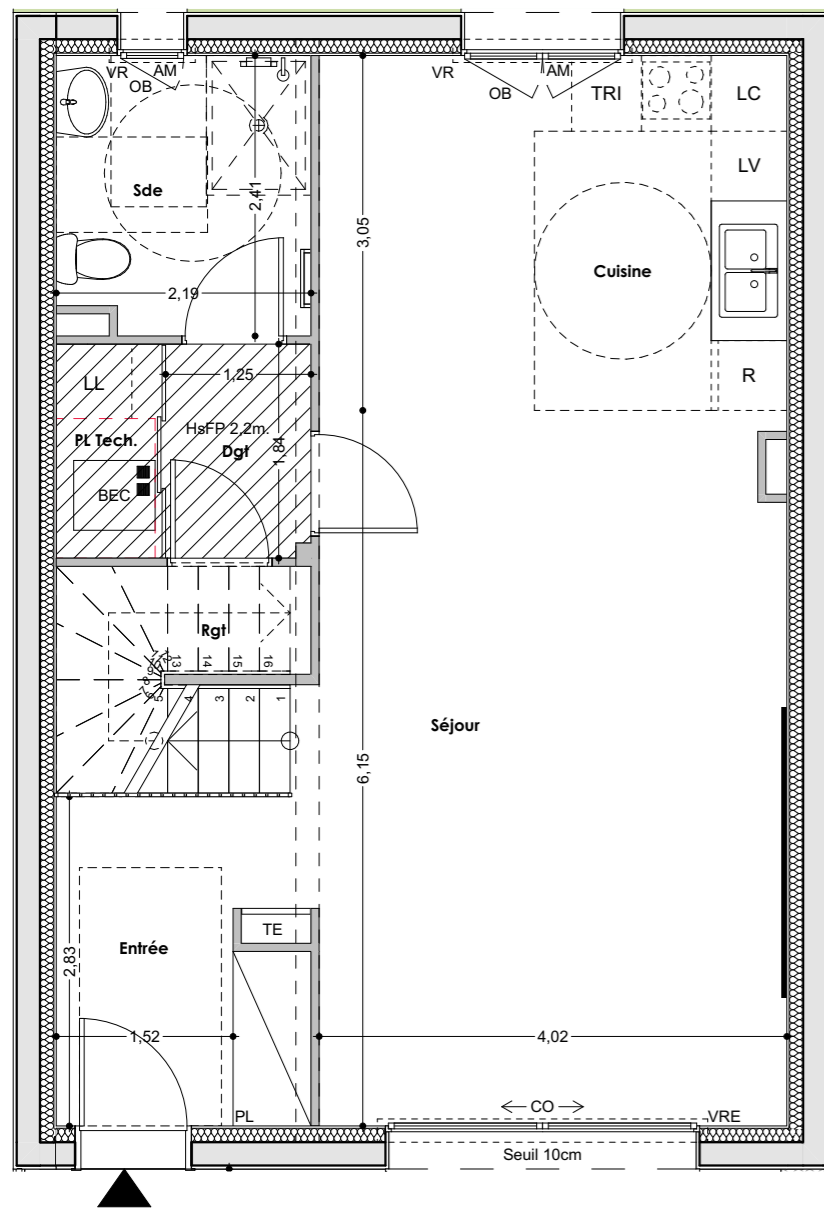 VR
AM
OB
VR
AM
OB
TRI
LC
LV
Sde
2,41
3,05
Cuisine
2,19
R
LL
1,25
HsFP 2,2m.
Dgt
1,84
PL Tech.
BEC
Rgt
13
14
15
16
5
4
3
2
1
Séjour
6,15
2,83
Entrée
TE
1,52
4,02
PL
CO
VRE
Seuil 10cm